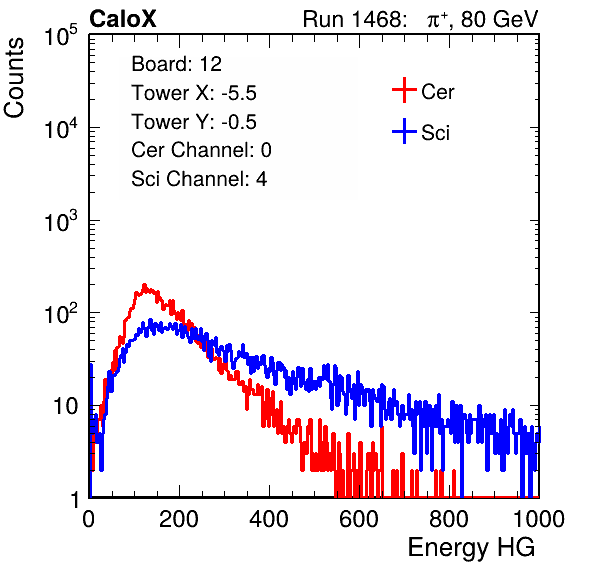 CaloX Run 1468: π⁺, 80 GeV
Counts
10⁵
10⁴
10³
10²
10
1
Board: 12
Tower X: -5.5
Tower Y: -0.5
Cer Channel: 0
Sci Channel: 4
Cer
Sci
0 200 400 600 800 1000
Energy HG